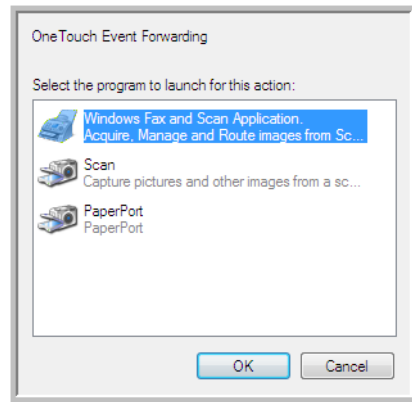 OneTouch Event Forwarding
Select the program to launch for this action:
Windows Fax and Scan Application.
Acquire, Manage and Route images from Sc...
Scan
Capture pictures and other images from a sc...
PaperPort
PaperPort
OK Cancel